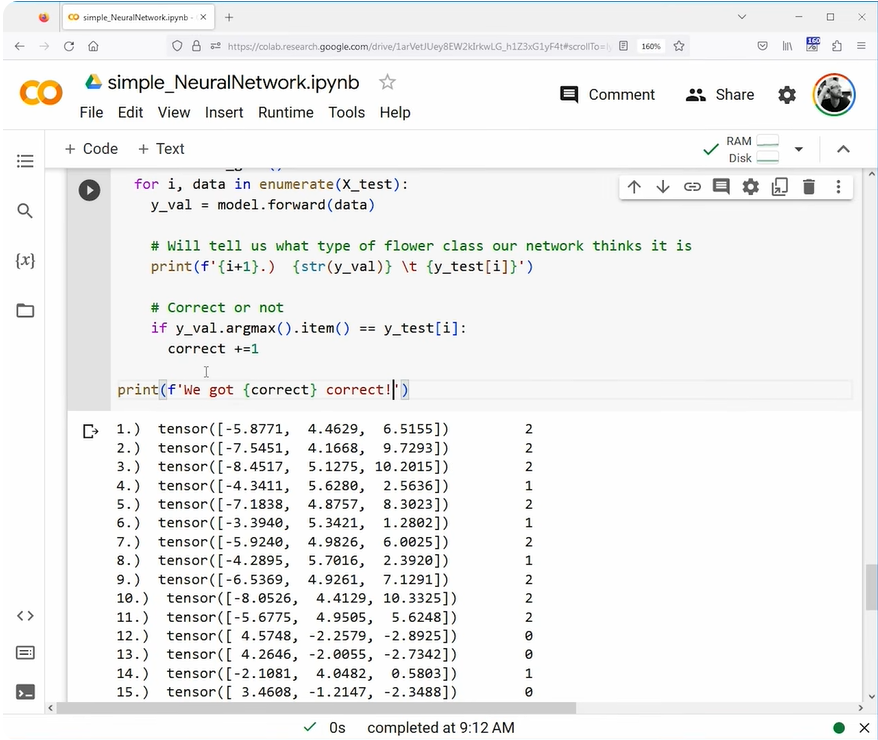 simple_NeuralNetwork.ipynb -
https://colab.research.google.com/drive/1arVetJUey8EW2kIrkwLG_h1Z3xG1yF4t#scrollTo=
160%
160
simple_NeuralNetwork.ipynb
Comment
Share
File Edit View Insert Runtime Tools Help
+ Code + Text
RAM
Disk
for i, data in enumerate(X_test):
y_val = model.forward(data)
# Will tell us what type of flower class our network thinks it is
print(f'{i+1}.) {str(y_val)} \t {y_test[i]}')
# Correct or not
if y_val.argmax().item() == y_test[i]:
correct +=1
print(f'We got {correct} correct!')
1.) tensor([-5.8771, 4.4629, 6.5155]) 2
2.) tensor([-7.5451, 4.1668, 9.7293]) 2
3.) tensor([-8.4517, 5.1275, 10.2015]) 2
4.) tensor([-4.3411, 5.6280, 2.5636]) 1
5.) tensor([-7.1838, 4.8757, 8.3023]) 2
6.) tensor([-3.3940, 5.3421, 1.2802]) 1
7.) tensor([-5.9240, 4.9826, 6.0025]) 2
8.) tensor([-4.2895, 5.7016, 2.3920]) 1
9.) tensor([-6.5369, 4.9261, 7.1291]) 2
10.) tensor([-8.0526, 4.4129, 10.3325]) 2
11.) tensor([-5.6775, 4.9505, 5.6248]) 2
12.) tensor([ 4.5748, -2.2579, -2.8925]) 0
13.) tensor([ 4.2646, -2.0055, -2.7342]) 0
14.) tensor([-2.1081, 4.0482, 0.5803]) 1
15.) tensor([ 3.4608, -1.2147, -2.3488]) 0
{x}
0s completed at 9:12 AM